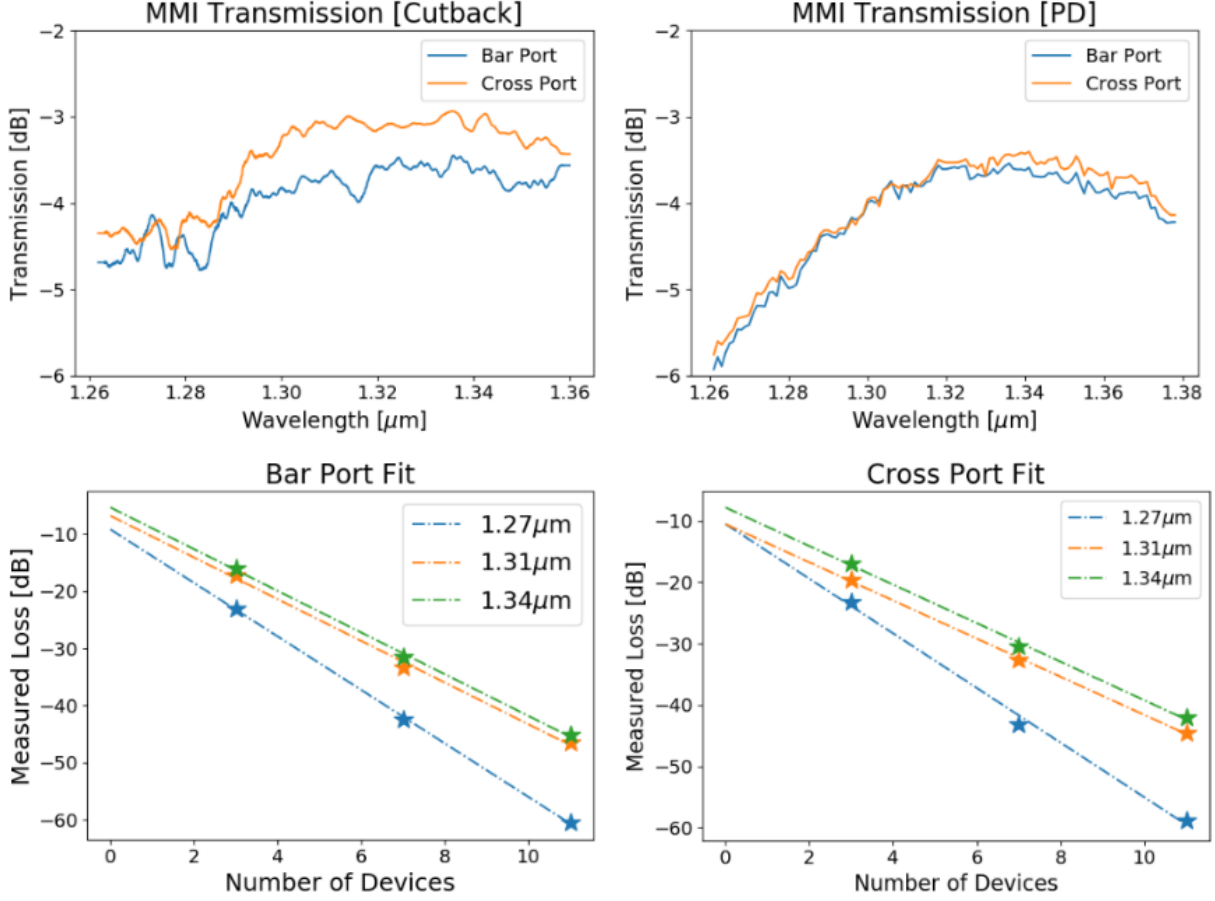 MMI Transmission [Cutback]
−2
−3
−4
−5
−6
Transmission [dB]
Bar Port
Cross Port
1.26 1.28 1.30 1.32 1.34 1.36
Wavelength [μm]
MMI Transmission [PD]
−2
−3
−4
−5
−6
Transmission [dB]
Bar Port
Cross Port
1.26 1.28 1.30 1.32 1.34 1.36 1.38
Wavelength [μm]
Bar Port Fit
−10
−20
−30
−40
−50
−60
Measured Loss [dB]
1.27μm
1.31μm
1.34μm
0 2 4 6 8 10
Number of Devices
Cross Port Fit
−10
−20
−30
−40
−50
−60
Measured Loss [dB]
1.27μm
1.31μm
1.34μm
0 2 4 6 8 10
Number of Devices